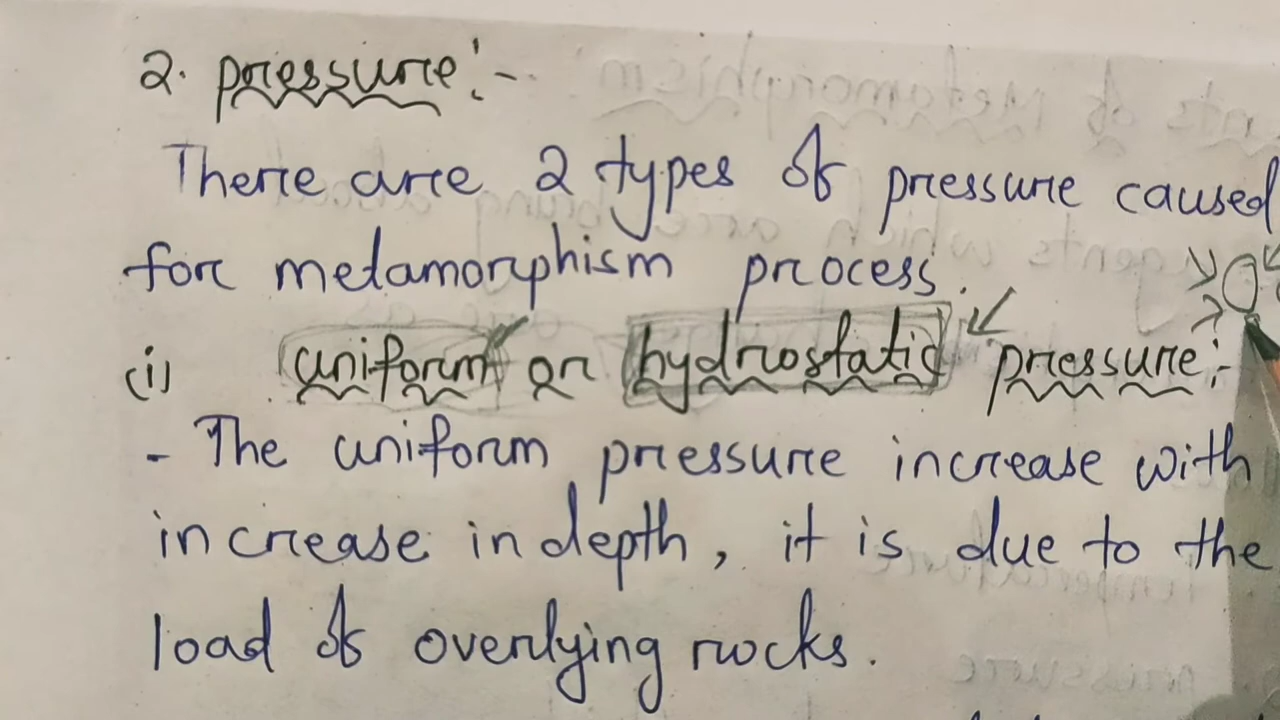 2. pressure:-
There are 2 types of pressure caused
for metamorphism process.
(i) uniform or hydrostatic pressure:-
- The uniform pressure increase with
increase in depth, it is due to the
load of overlying rocks.